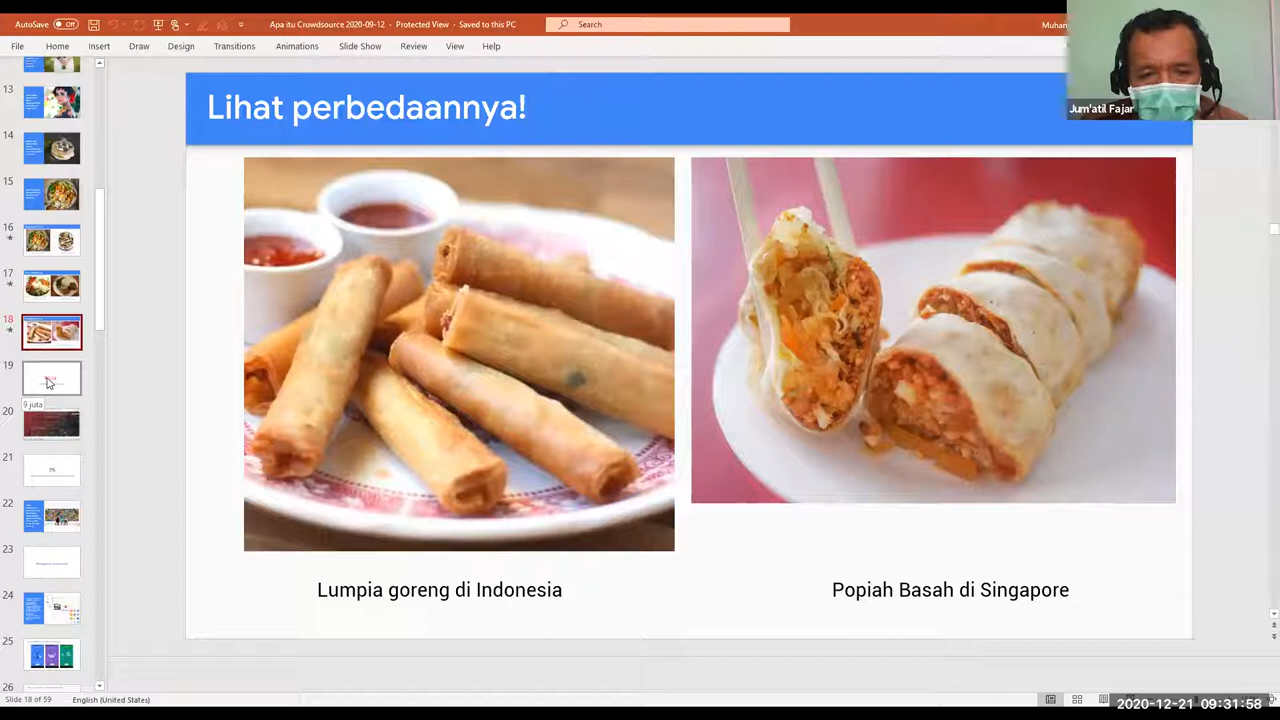 AutoSave Off
Apa itu Crowdsource 2020-09-12 - Protected View - Saved to this PC
Search
Muham
File Home Insert Draw Design Transitions Animations Slide Show Review View Help
Jum'atil Fajar
Lihat perbedaannya!
13
14
15
16
17
18
19
9 juta
20
21
22
23
24
25
26
Lumpia goreng di Indonesia
Popiah Basah di Singapore
Slide 18 of 59
English (United States)
2020-12-21 09:31:58